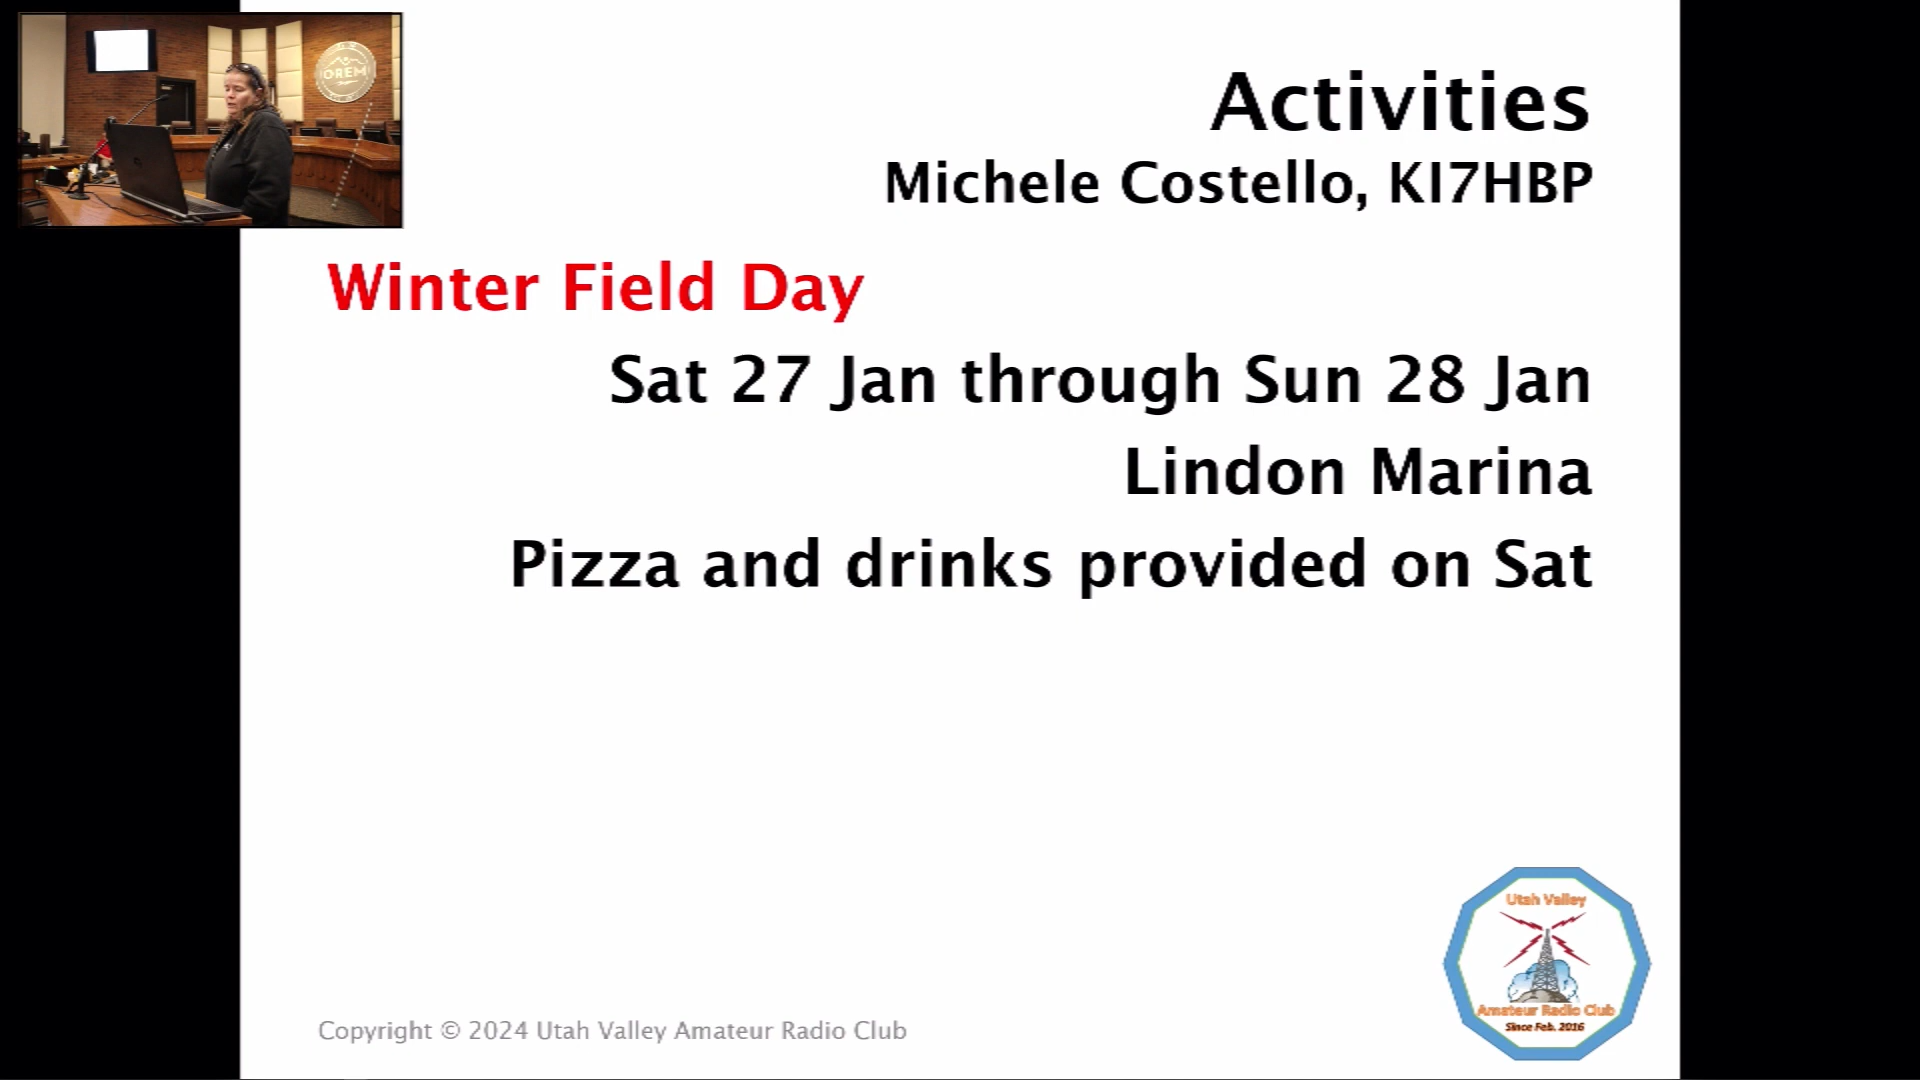 OREM
Activities
Michele Costello, KI7HBP
Winter Field Day
Sat 27 Jan through Sun 28 Jan
Lindon Marina
Pizza and drinks provided on Sat
Utah Valley
Amateur Radio Club
Since Feb. 2016
Copyright © 2024 Utah Valley Amateur Radio Club